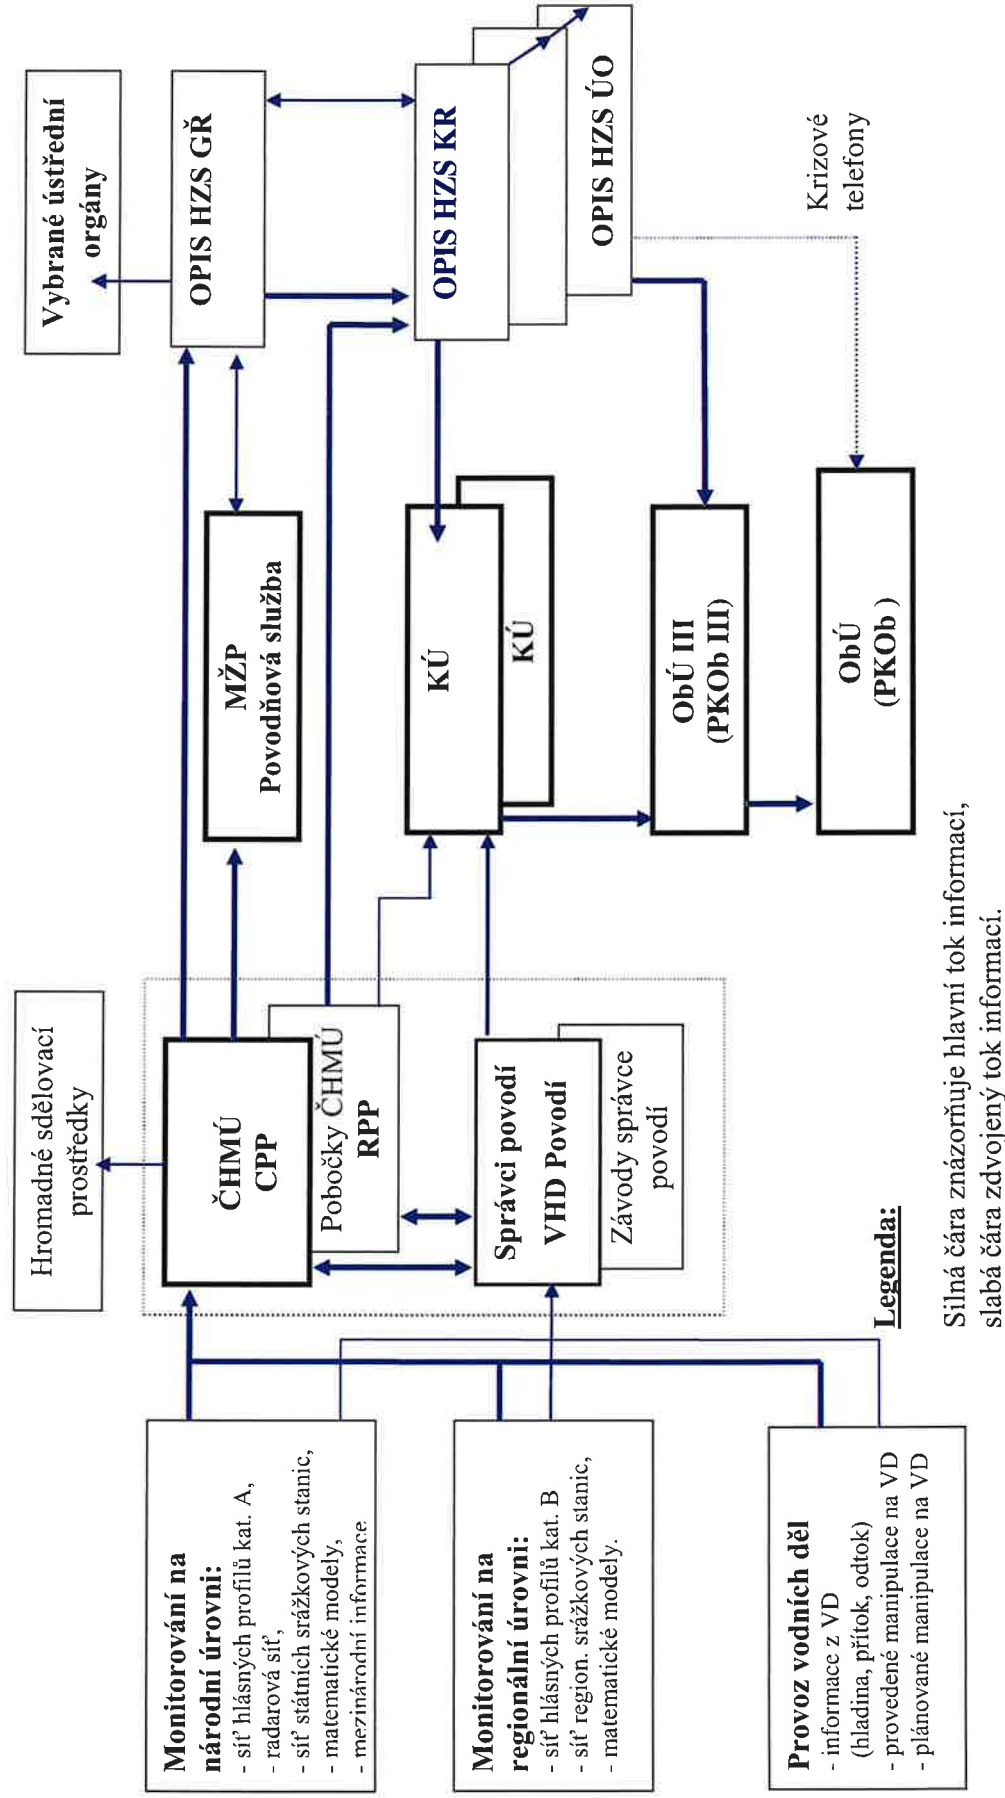 Hromadné sdělovací
prostředky
Vybrané ústřední
orgány
Monitorování na
národní úrovni:
- síť hlásných profilů kat. A,
- radarová síť,
- síť státních srážkových stanic,
- matematické modely,
- mezinárodní informace.
ČHMÚ
CPP
Pobočky ČHMÚ
RPP
MŽP
Povodňová služba
OPIS HZS GŘ
Monitorování na
regionální úrovni:
- síť hlásných profilů kat. B
- síť region. srážkových stanic,
- matematické modely.
Správci povodí
VHD Povodí
Závody správce
povodí
KÚ
KÚ
OPIS HZS KR
OPIS HZS ÚO
Provoz vodních děl
- informace z VD
(hladina, přítok, odtok)
- provedené manipulace na VD
- plánované manipulace na VD
ObÚ III
(PKOb III)
ObÚ
(PKOb )
Krizové
telefony
Legenda:
Silná čára znázorňuje hlavní tok informací,
slabá čára zdvojený tok informací.